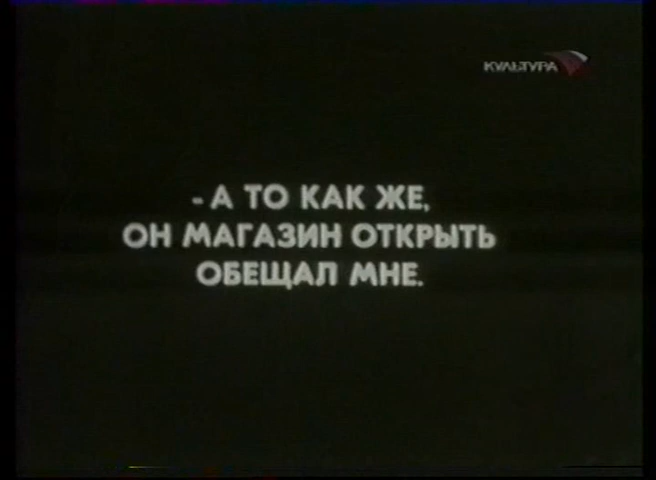 КУЛЬТУРА
- А ТО КАК ЖЕ,
ОН МАГАЗИН ОТКРЫТЬ
ОБЕЩАЛ МНЕ.